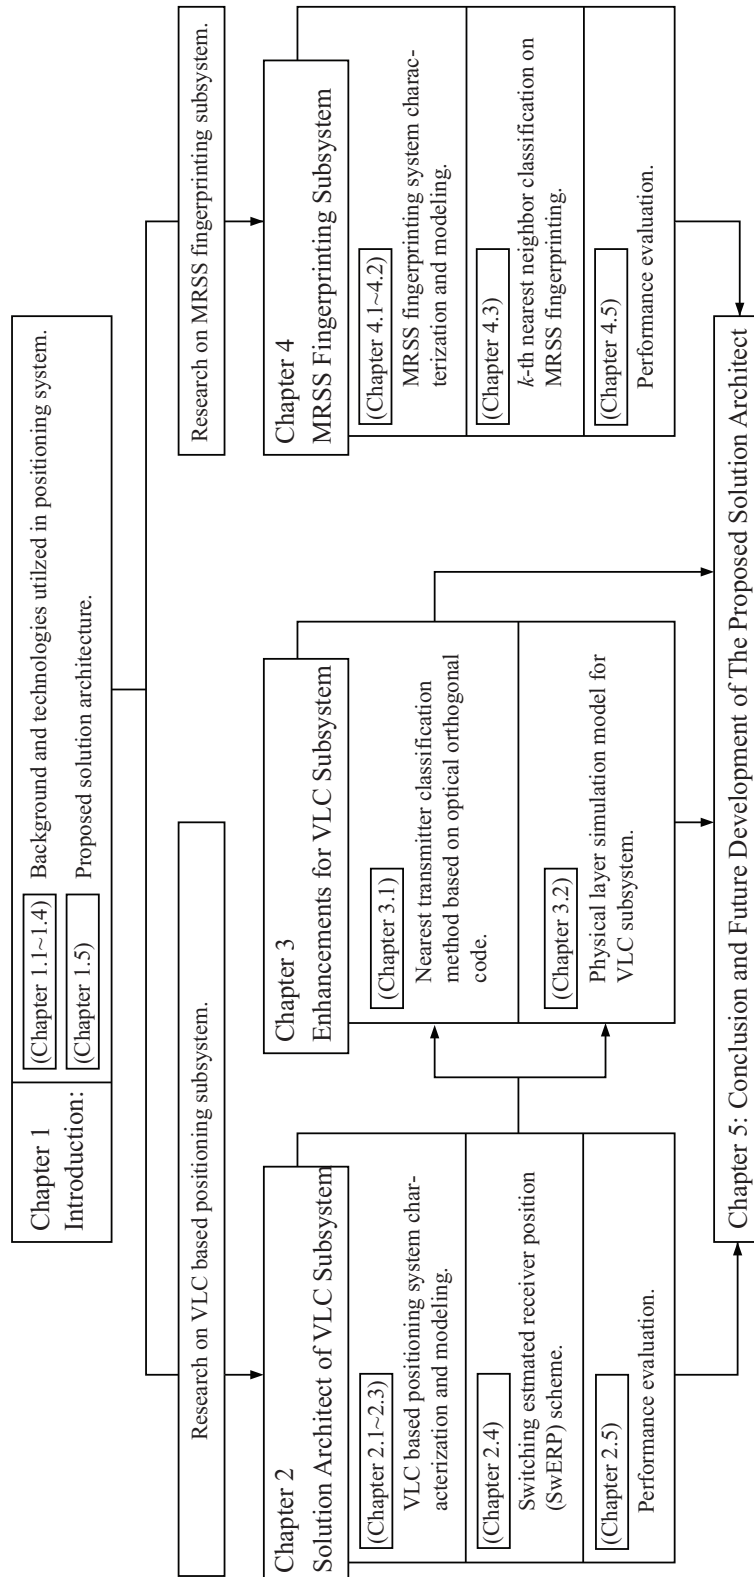 Chapter 1
Introduction:
(Chapter 1.1~1.4) Background and technologies utilzed in positioning system.
(Chapter 1.5) Proposed solution architecture.
Research on VLC based positioning subsystem.
Research on MRSS fingerprinting subsystem.
Chapter 2
Solution Architect of VLC Subsystem
(Chapter 2.1~2.3)
VLC based positioning system char-
acterization and modeling.
(Chapter 2.4)
Switching estmated receiver position
(SwERP) scheme.
(Chapter 2.5)
Performance evaluation.
Chapter 3
Enhancements for VLC Subsystem
(Chapter 3.1)
Nearest transmitter classification
method based on optical orthogonal
code.
(Chapter 3.2)
Physical layer simulation model for
VLC subsystem.
Chapter 4
MRSS Fingerprinting Subsystem
(Chapter 4.1~4.2)
MRSS fingerprinting system charac-
terization and modeling.
(Chapter 4.3)
k-th nearest neighbor classification on
MRSS fingerprinting.
(Chapter 4.5)
Performance evaluation.
Chapter 5: Conclusion and Future Development of The Proposed Solution Architect